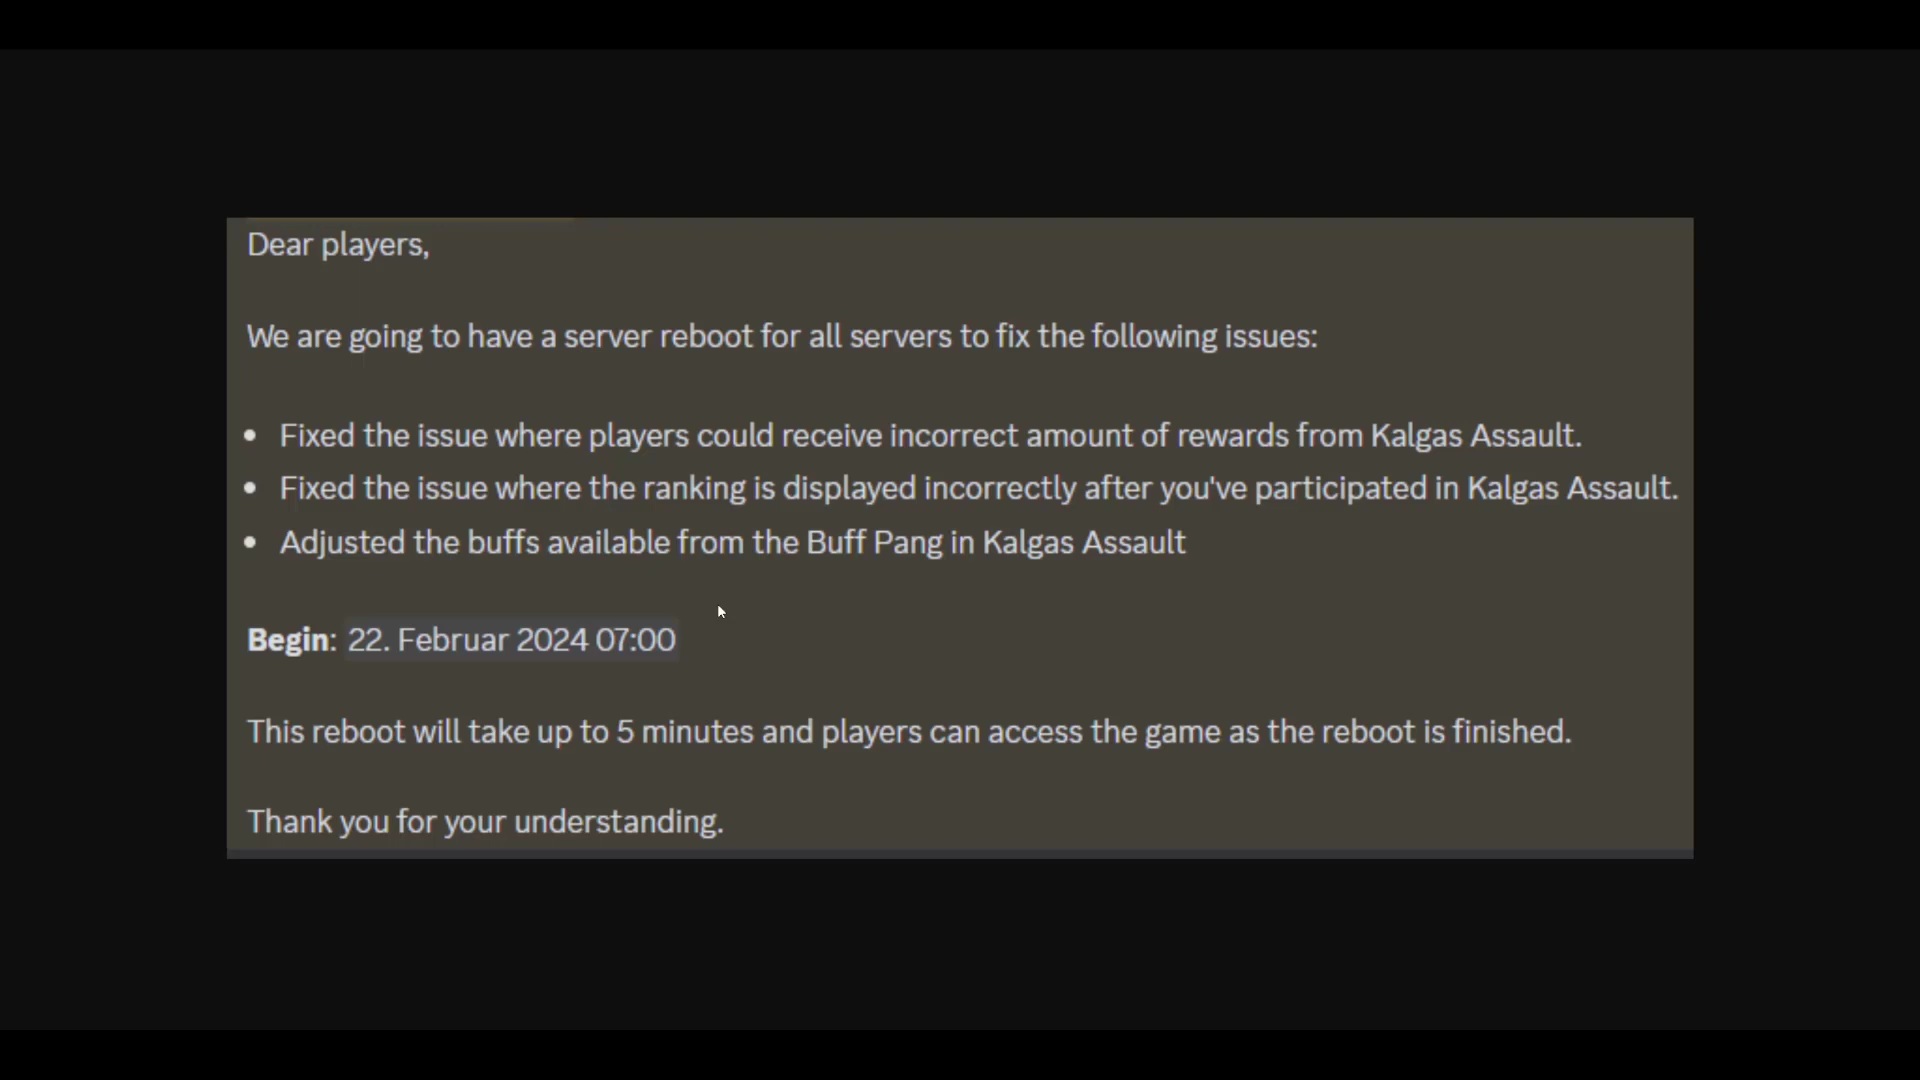 Dear players,
We are going to have a server reboot for all servers to fix the following issues:
• Fixed the issue where players could receive incorrect amount of rewards from Kalgas Assault.
• Fixed the issue where the ranking is displayed incorrectly after you've participated in Kalgas Assault.
• Adjusted the buffs available from the Buff Pang in Kalgas Assault
Begin: 22. Februar 2024 07:00
This reboot will take up to 5 minutes and players can access the game as the reboot is finished.
Thank you for your understanding.